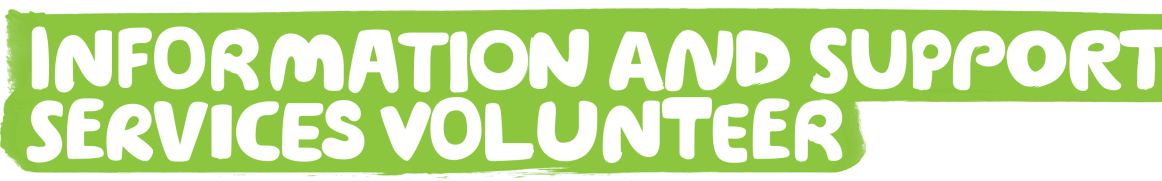 INFORMATION AND SUPPORT
SERVICES VOLUNTEER